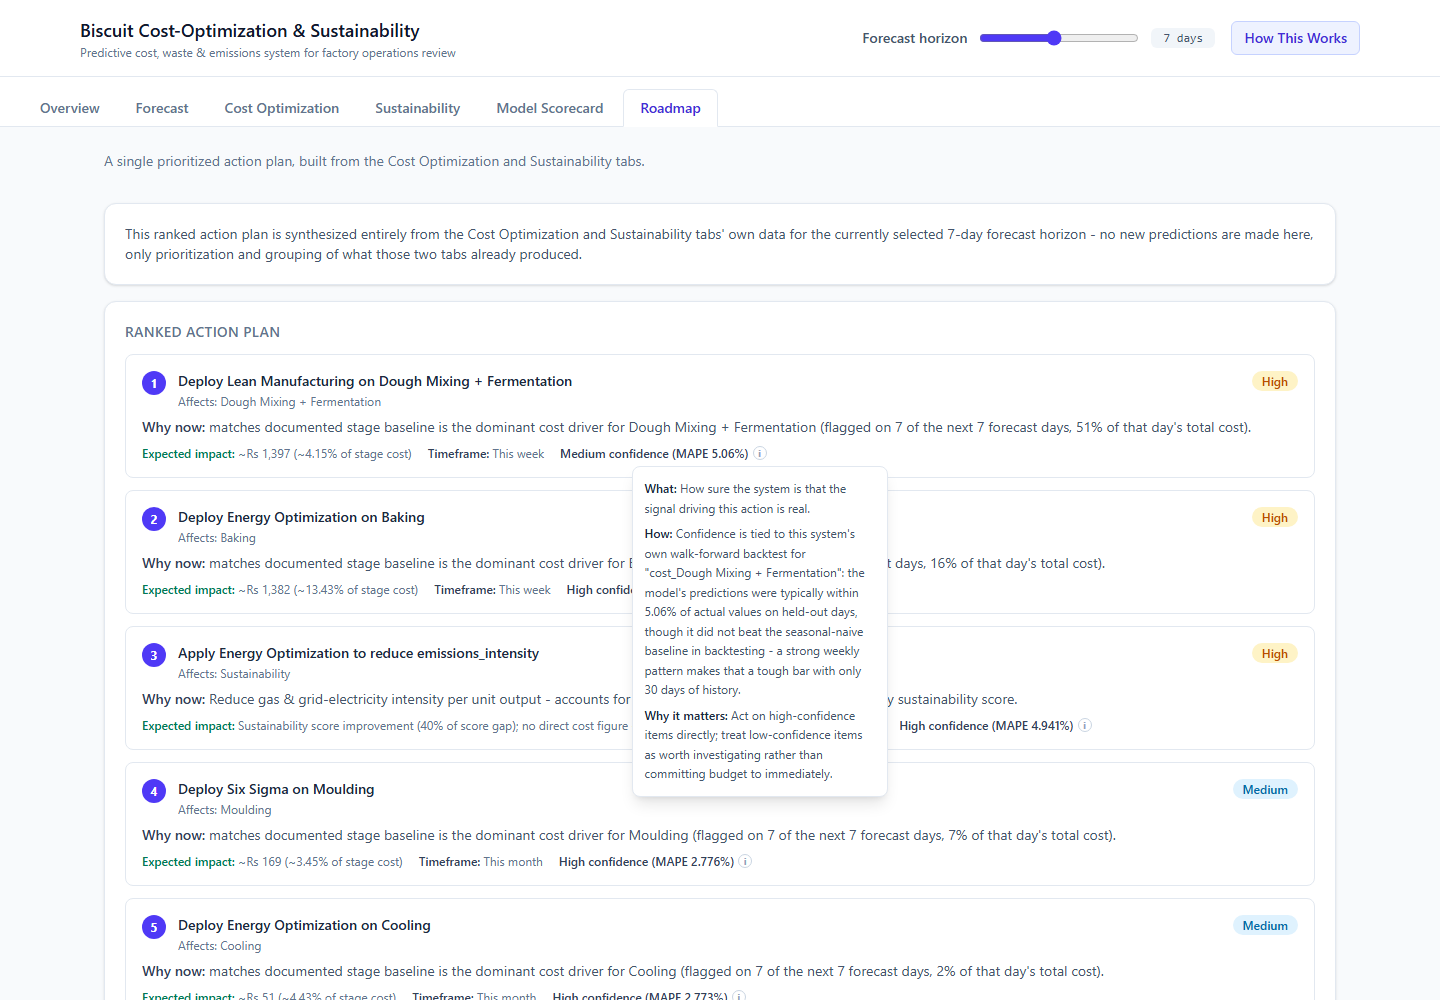 Biscuit Cost-Optimization & Sustainability
Predictive cost, waste & emissions system for factory operations review
Forecast horizon
7 days
How This Works
Overview
Forecast
Cost Optimization
Sustainability
Model Scorecard
Roadmap
A single prioritized action plan, built from the Cost Optimization and Sustainability tabs.
This ranked action plan is synthesized entirely from the Cost Optimization and Sustainability tabs' own data for the currently selected 7-day forecast horizon - no new predictions are made here,
only prioritization and grouping of what those two tabs already produced.
RANKED ACTION PLAN
1 Deploy Lean Manufacturing on Dough Mixing + Fermentation High
Affects: Dough Mixing + Fermentation
Why now: matches documented stage baseline is the dominant cost driver for Dough Mixing + Fermentation (flagged on 7 of the next 7 forecast days, 51% of that day's total cost).
Expected impact: ~Rs 1,397 (~4.15% of stage cost) Timeframe: This week Medium confidence (MAPE 5.06%) i
What: How sure the system is that the
signal driving this action is real.
How: Confidence is tied to this system's
own walk-forward backtest for
"cost_Dough Mixing + Fermentation": the
model's predictions were typically within
5.06% of actual values on held-out days,
though it did not beat the seasonal-naive
baseline in backtesting - a strong weekly
pattern makes that a tough bar with only
30 days of history.
Why it matters: Act on high-confidence
items directly; treat low-confidence items
as worth investigating rather than
committing budget to immediately.
2 Deploy Energy Optimization on Baking High
Affects: Baking
Why now: matches documented stage baseline is the dominant cost driver for t days, 16% of that day's total cost).
Expected impact: ~Rs 1,382 (~13.43% of stage cost) Timeframe: This week High
3 Apply Energy Optimization to reduce emissions_intensity High
Affects: Sustainability
Why now: Reduce gas & grid-electricity intensity per unit output - accounts for y sustainability score.
Expected impact: Sustainability score improvement (40% of score gap); no direct cost figure High confidence (MAPE 4.941%) i
4 Deploy Six Sigma on Moulding Medium
Affects: Moulding
Why now: matches documented stage baseline is the dominant cost driver for Moulding (flagged on 7 of the next 7 forecast days, 7% of that day's total cost).
Expected impact: ~Rs 169 (~3.45% of stage cost) Timeframe: This month High confidence (MAPE 2.776%) i
5 Deploy Energy Optimization on Cooling Medium
Affects: Cooling
Why now: matches documented stage baseline is the dominant cost driver for Cooling (flagged on 7 of the next 7 forecast days, 2% of that day's total cost).
Expected impact: ~Rs 51 (~4.43% of stage cost) Timeframe: This month High confidence (MAPE 2.773%) i